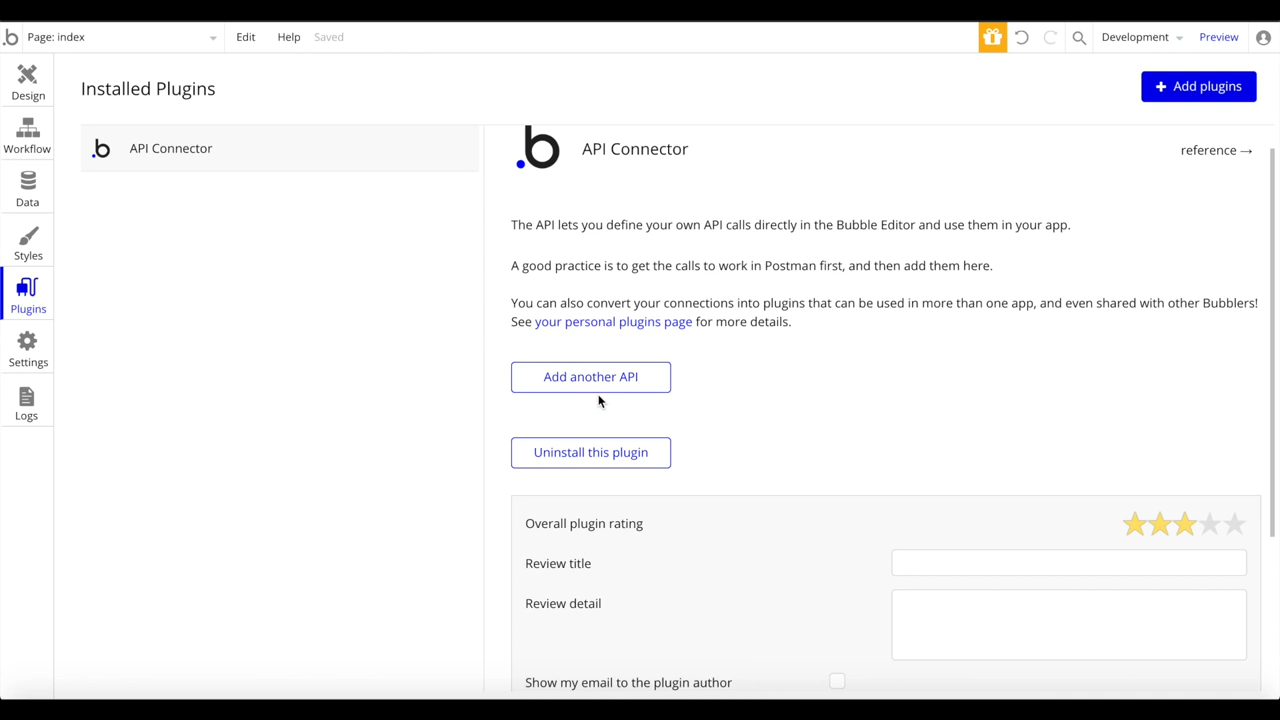 Page: index
Edit
Help
Saved
Development
Preview
Design
Workflow
Data
Styles
Plugins
Settings
Logs
Installed Plugins
+ Add plugins
.b API Connector
.b API Connector
reference →
The API lets you define your own API calls directly in the Bubble Editor and use them in your app.
A good practice is to get the calls to work in Postman first, and then add them here.
You can also convert your connections into plugins that can be used in more than one app, and even shared with other Bubblers!
See your personal plugins page for more details.
Add another API
Uninstall this plugin
Overall plugin rating
Review title
Review detail
Show my email to the plugin author